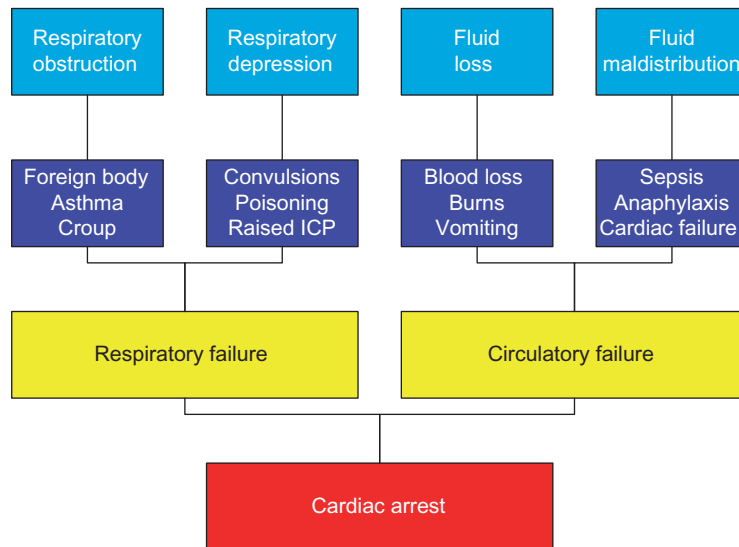 Respiratory
obstruction
Respiratory
depression
Fluid
loss
Fluid
maldistribution
Foreign body
Asthma
Croup
Convulsions
Poisoning
Raised ICP
Blood loss
Burns
Vomiting
Sepsis
Anaphylaxis
Cardiac failure
Respiratory failure
Circulatory failure
Cardiac arrest